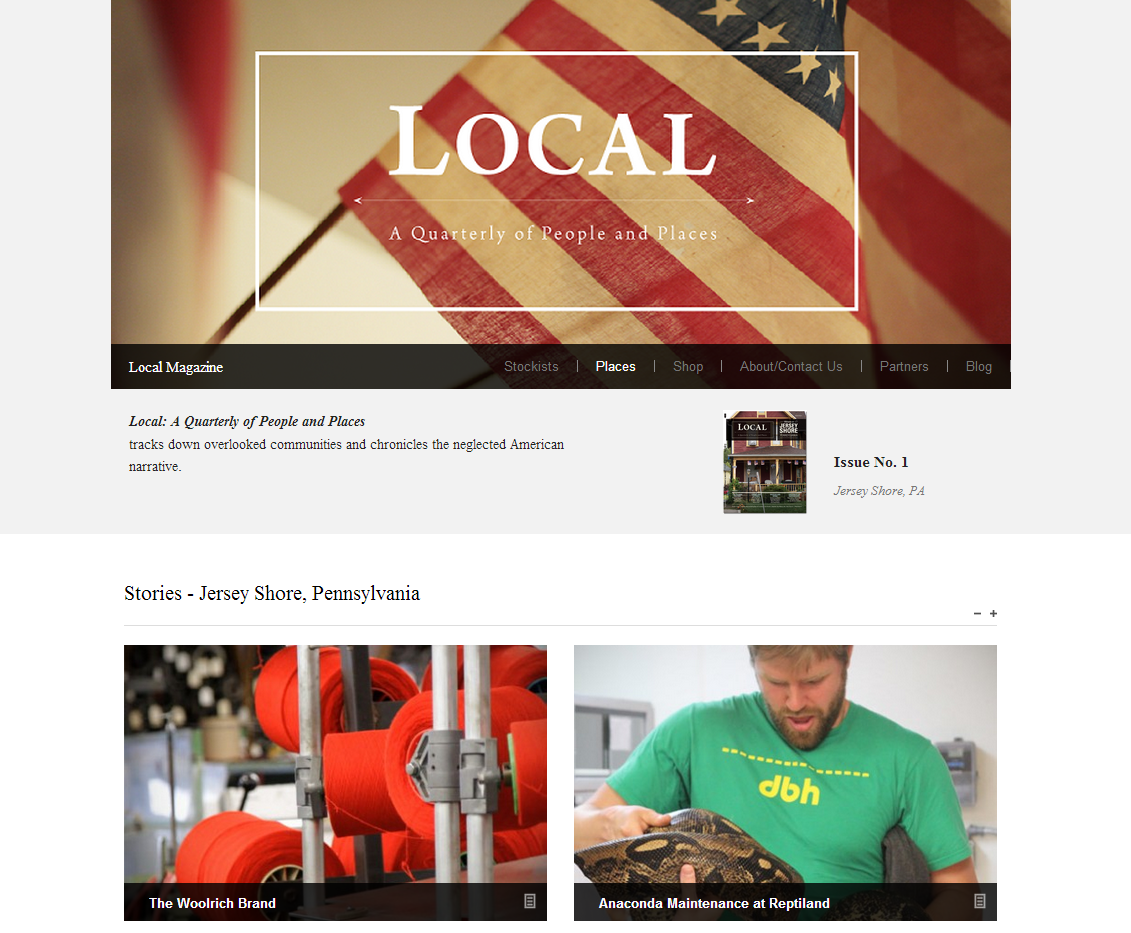 LOCAL
A Quarterly of People and Places
Local Magazine
Stockists | Places | Shop | About/Contact Us | Partners | Blog |
Local: A Quarterly of People and Places
tracks down overlooked communities and chronicles the neglected American
narrative.
LOCAL
JERSEY
SHORE
Issue No. 1
Jersey Shore, PA
Stories - Jersey Shore, Pennsylvania
− +
dbh
The Woolrich Brand
Anaconda Maintenance at Reptiland